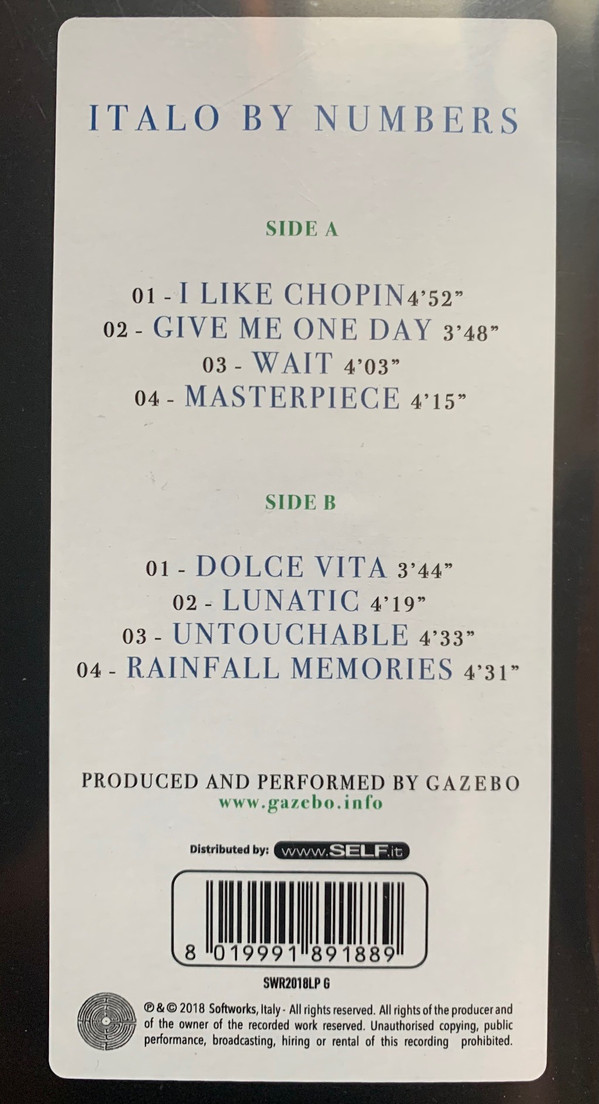 ITALO BY NUMBERS
SIDE A
01 - I LIKE CHOPIN 4’52”
02 - GIVE ME ONE DAY 3’48”
03 - WAIT 4’03”
04 - MASTERPIECE 4’15”
SIDE B
01 - DOLCE VITA 3’44”
02 - LUNATIC 4’19”
03 - UNTOUCHABLE 4’33”
04 - RAINFALL MEMORIES 4’31”
PRODUCED AND PERFORMED BY GAZEBO
www.gazebo.info
Distributed by: www.SELF.it
8 019991 891889
SWR2018LP G
℗ & © 2018 Softworks, Italy - All rights reserved. All rights of the producer and
of the owner of the recorded work reserved. Unauthorised copying, public
performance, broadcasting, hiring or rental of this recording prohibited.